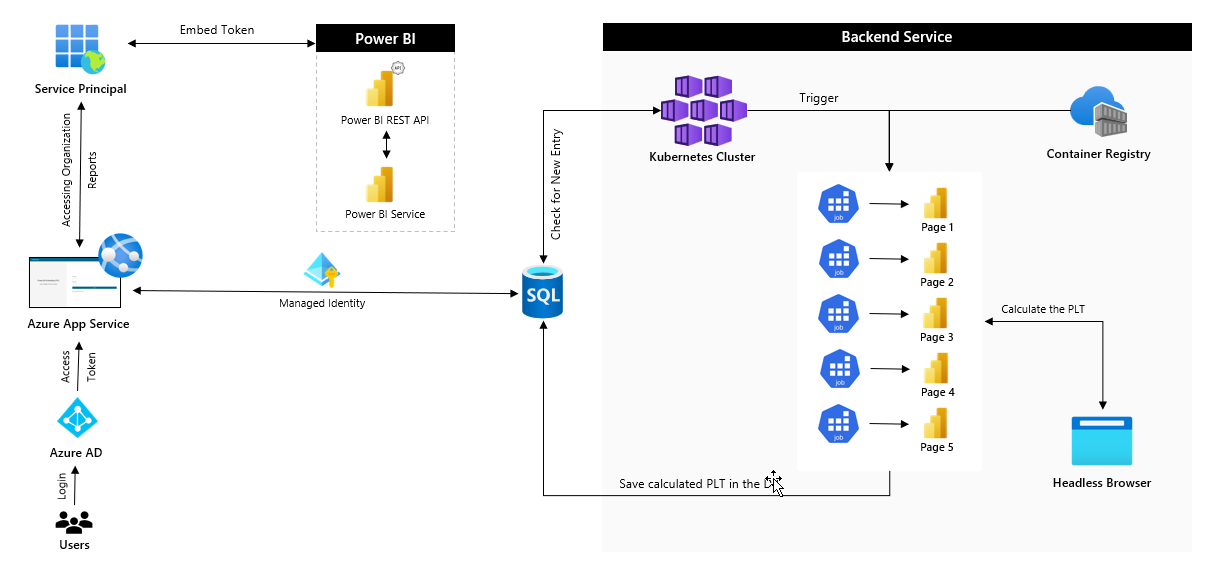 Embed Token
Power BI
Backend Service
API
Service Principal
Power BI REST API
Trigger
Kubernetes Cluster
Container Registry
Accessing Organization
Reports
Check for New Entry
Power BI Service
job
Page 1
job
Page 2
SQL
Managed Identity
Azure App Service
job
Page 3
Calculate the PLT
Access
Token
job
Page 4
job
Page 5
Azure AD
Login
Save calculated PLT in the
Headless Browser
Users